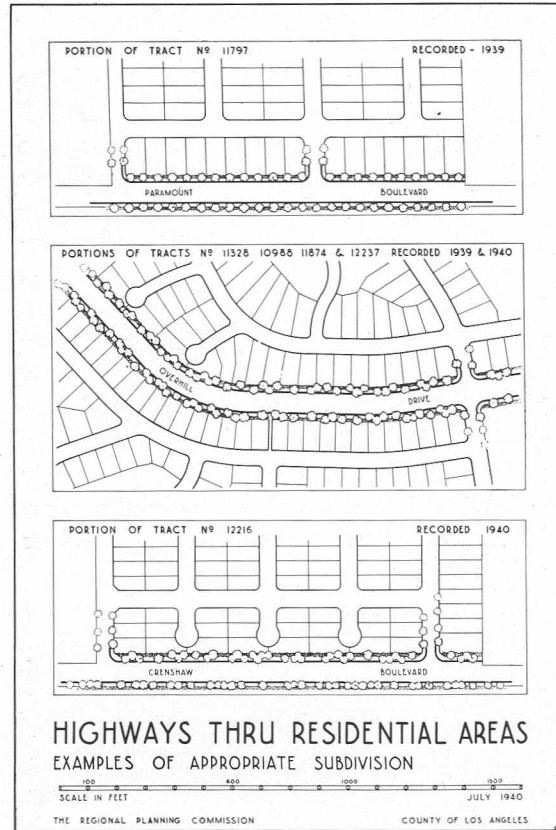 PORTION OF TRACT Nº 11797 RECORDED - 1939
PARAMOUNT BOULEVARD
PORTIONS OF TRACTS Nº 11328 10988 11874 & 12237 RECORDED 1939 & 1940
OVERHILL DRIVE
PORTION OF TRACT Nº 12216 RECORDED 1940
CRENSHAW BOULEVARD
HIGHWAYS THRU RESIDENTIAL AREAS
EXAMPLES OF APPROPRIATE SUBDIVISION
100 600 1000 1500
SCALE IN FEET JULY 1940
THE REGIONAL PLANNING COMMISSION COUNTY OF LOS ANGELES